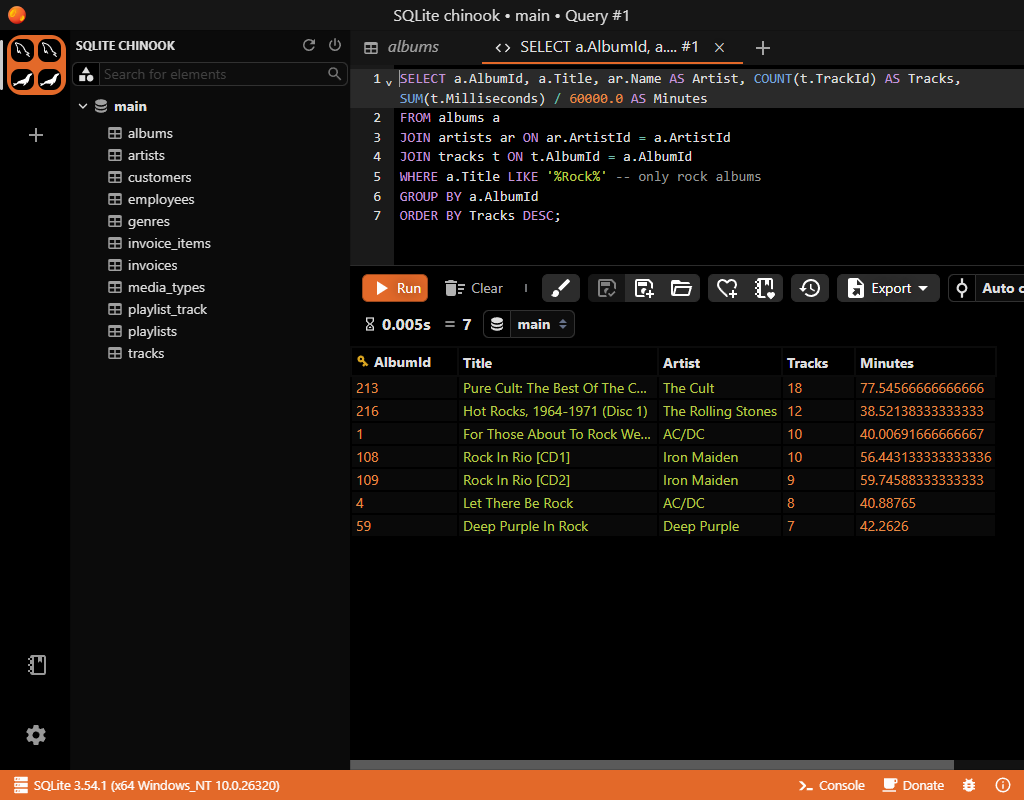 SQLite chinook • main • Query #1
SQLITE CHINOOK
Search for elements
main
albums
artists
customers
employees
genres
invoice_items
invoices
media_types
playlist_track
playlists
tracks
albums
<> SELECT a.AlbumId, a.... #1 ×
1 SELECT a.AlbumId, a.Title, ar.Name AS Artist, COUNT(t.TrackId) AS Tracks,
SUM(t.Milliseconds) / 60000.0 AS Minutes
2 FROM albums a
3 JOIN artists ar ON ar.ArtistId = a.ArtistId
4 JOIN tracks t ON t.AlbumId = a.AlbumId
5 WHERE a.Title LIKE '%Rock%' -- only rock albums
6 GROUP BY a.AlbumId
7 ORDER BY Tracks DESC;
Run Clear Export Auto c
0.005s = 7 main
AlbumId Title Artist Tracks Minutes
213 Pure Cult: The Best Of The C... The Cult 18 77.54566666666666
216 Hot Rocks, 1964-1971 (Disc 1) The Rolling Stones 12 38.52138333333333
1 For Those About To Rock We... AC/DC 10 40.00691666666667
108 Rock In Rio [CD1] Iron Maiden 10 56.443133333333336
109 Rock In Rio [CD2] Iron Maiden 9 59.74588333333333
4 Let There Be Rock AC/DC 8 40.88765
59 Deep Purple In Rock Deep Purple 7 42.2626
SQLite 3.54.1 (x64 Windows_NT 10.0.26320)
Console Donate